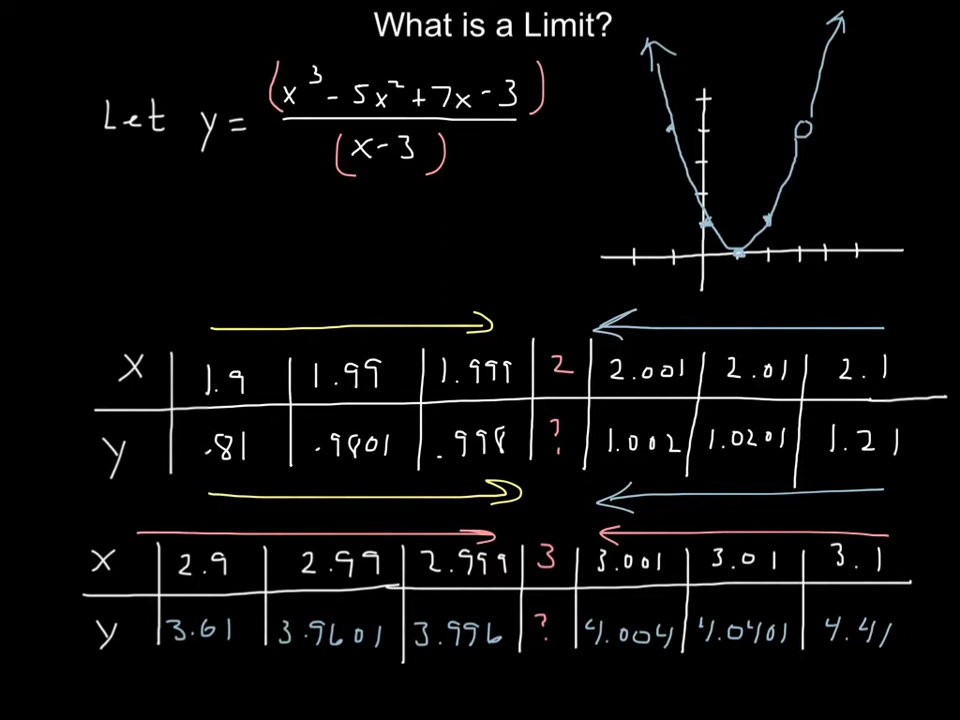 What is a Limit?
Let y = (x³ - 5x² + 7x - 3)
(x - 3)
X 1.9 1.99 1.999 2 2.001 2.01 2.1
Y .81 .9801 .998 ? 1.002 1.0201 1.21
X 2.9 2.99 2.999 3 3.001 3.01 3.1
Y 3.61 3.9601 3.996 ? 4.004 4.0401 4.41